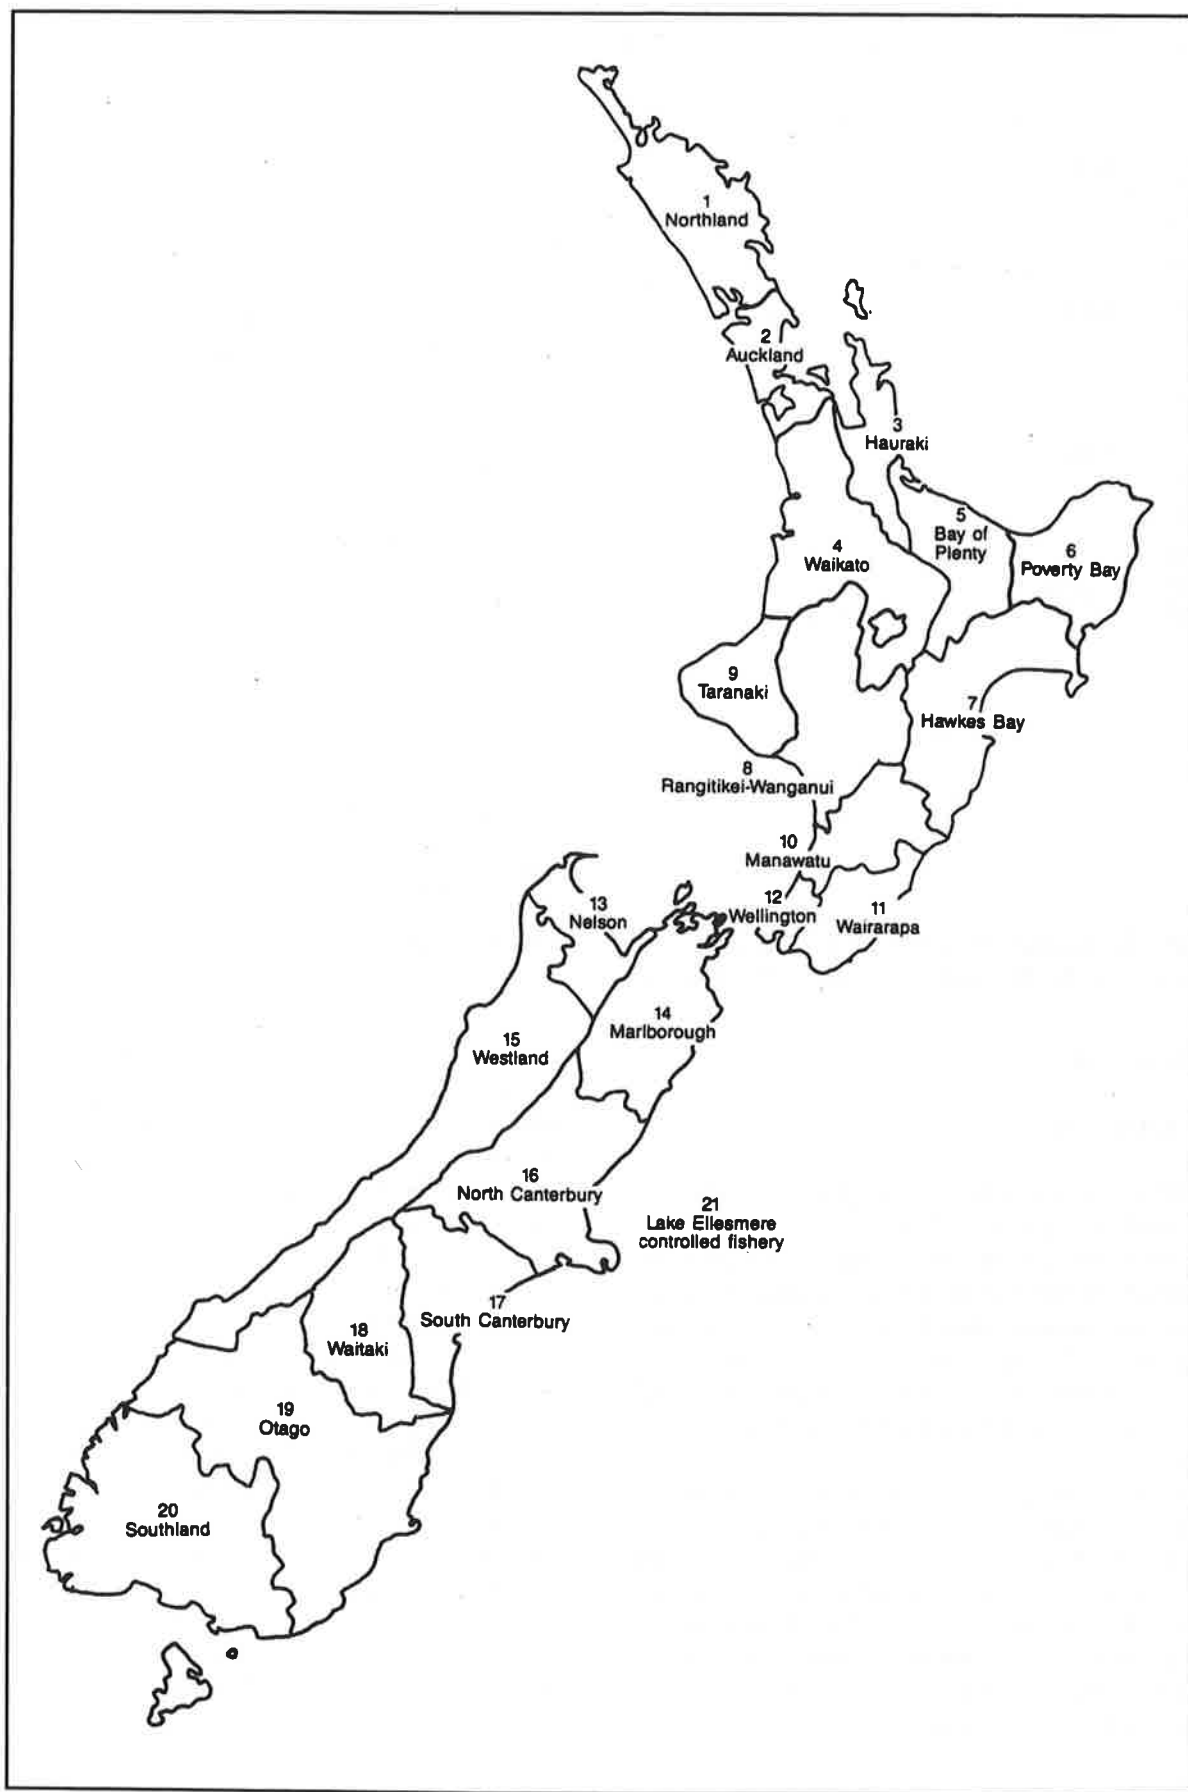 1
Northland
2
Auckland
3
Hauraki
4
Waikato
5
Bay of
Plenty
6
Poverty Bay
7
Hawkes Bay
8
Rangitikei-Wanganui
9
Taranaki
10
Manawatu
11
Wairarapa
12
Wellington
13
Nelson
14
Marlborough
15
Westland
16
North Canterbury
17
South Canterbury
18
Waitaki
19
Otago
20
Southland
21
Lake Ellesmere
controlled fishery